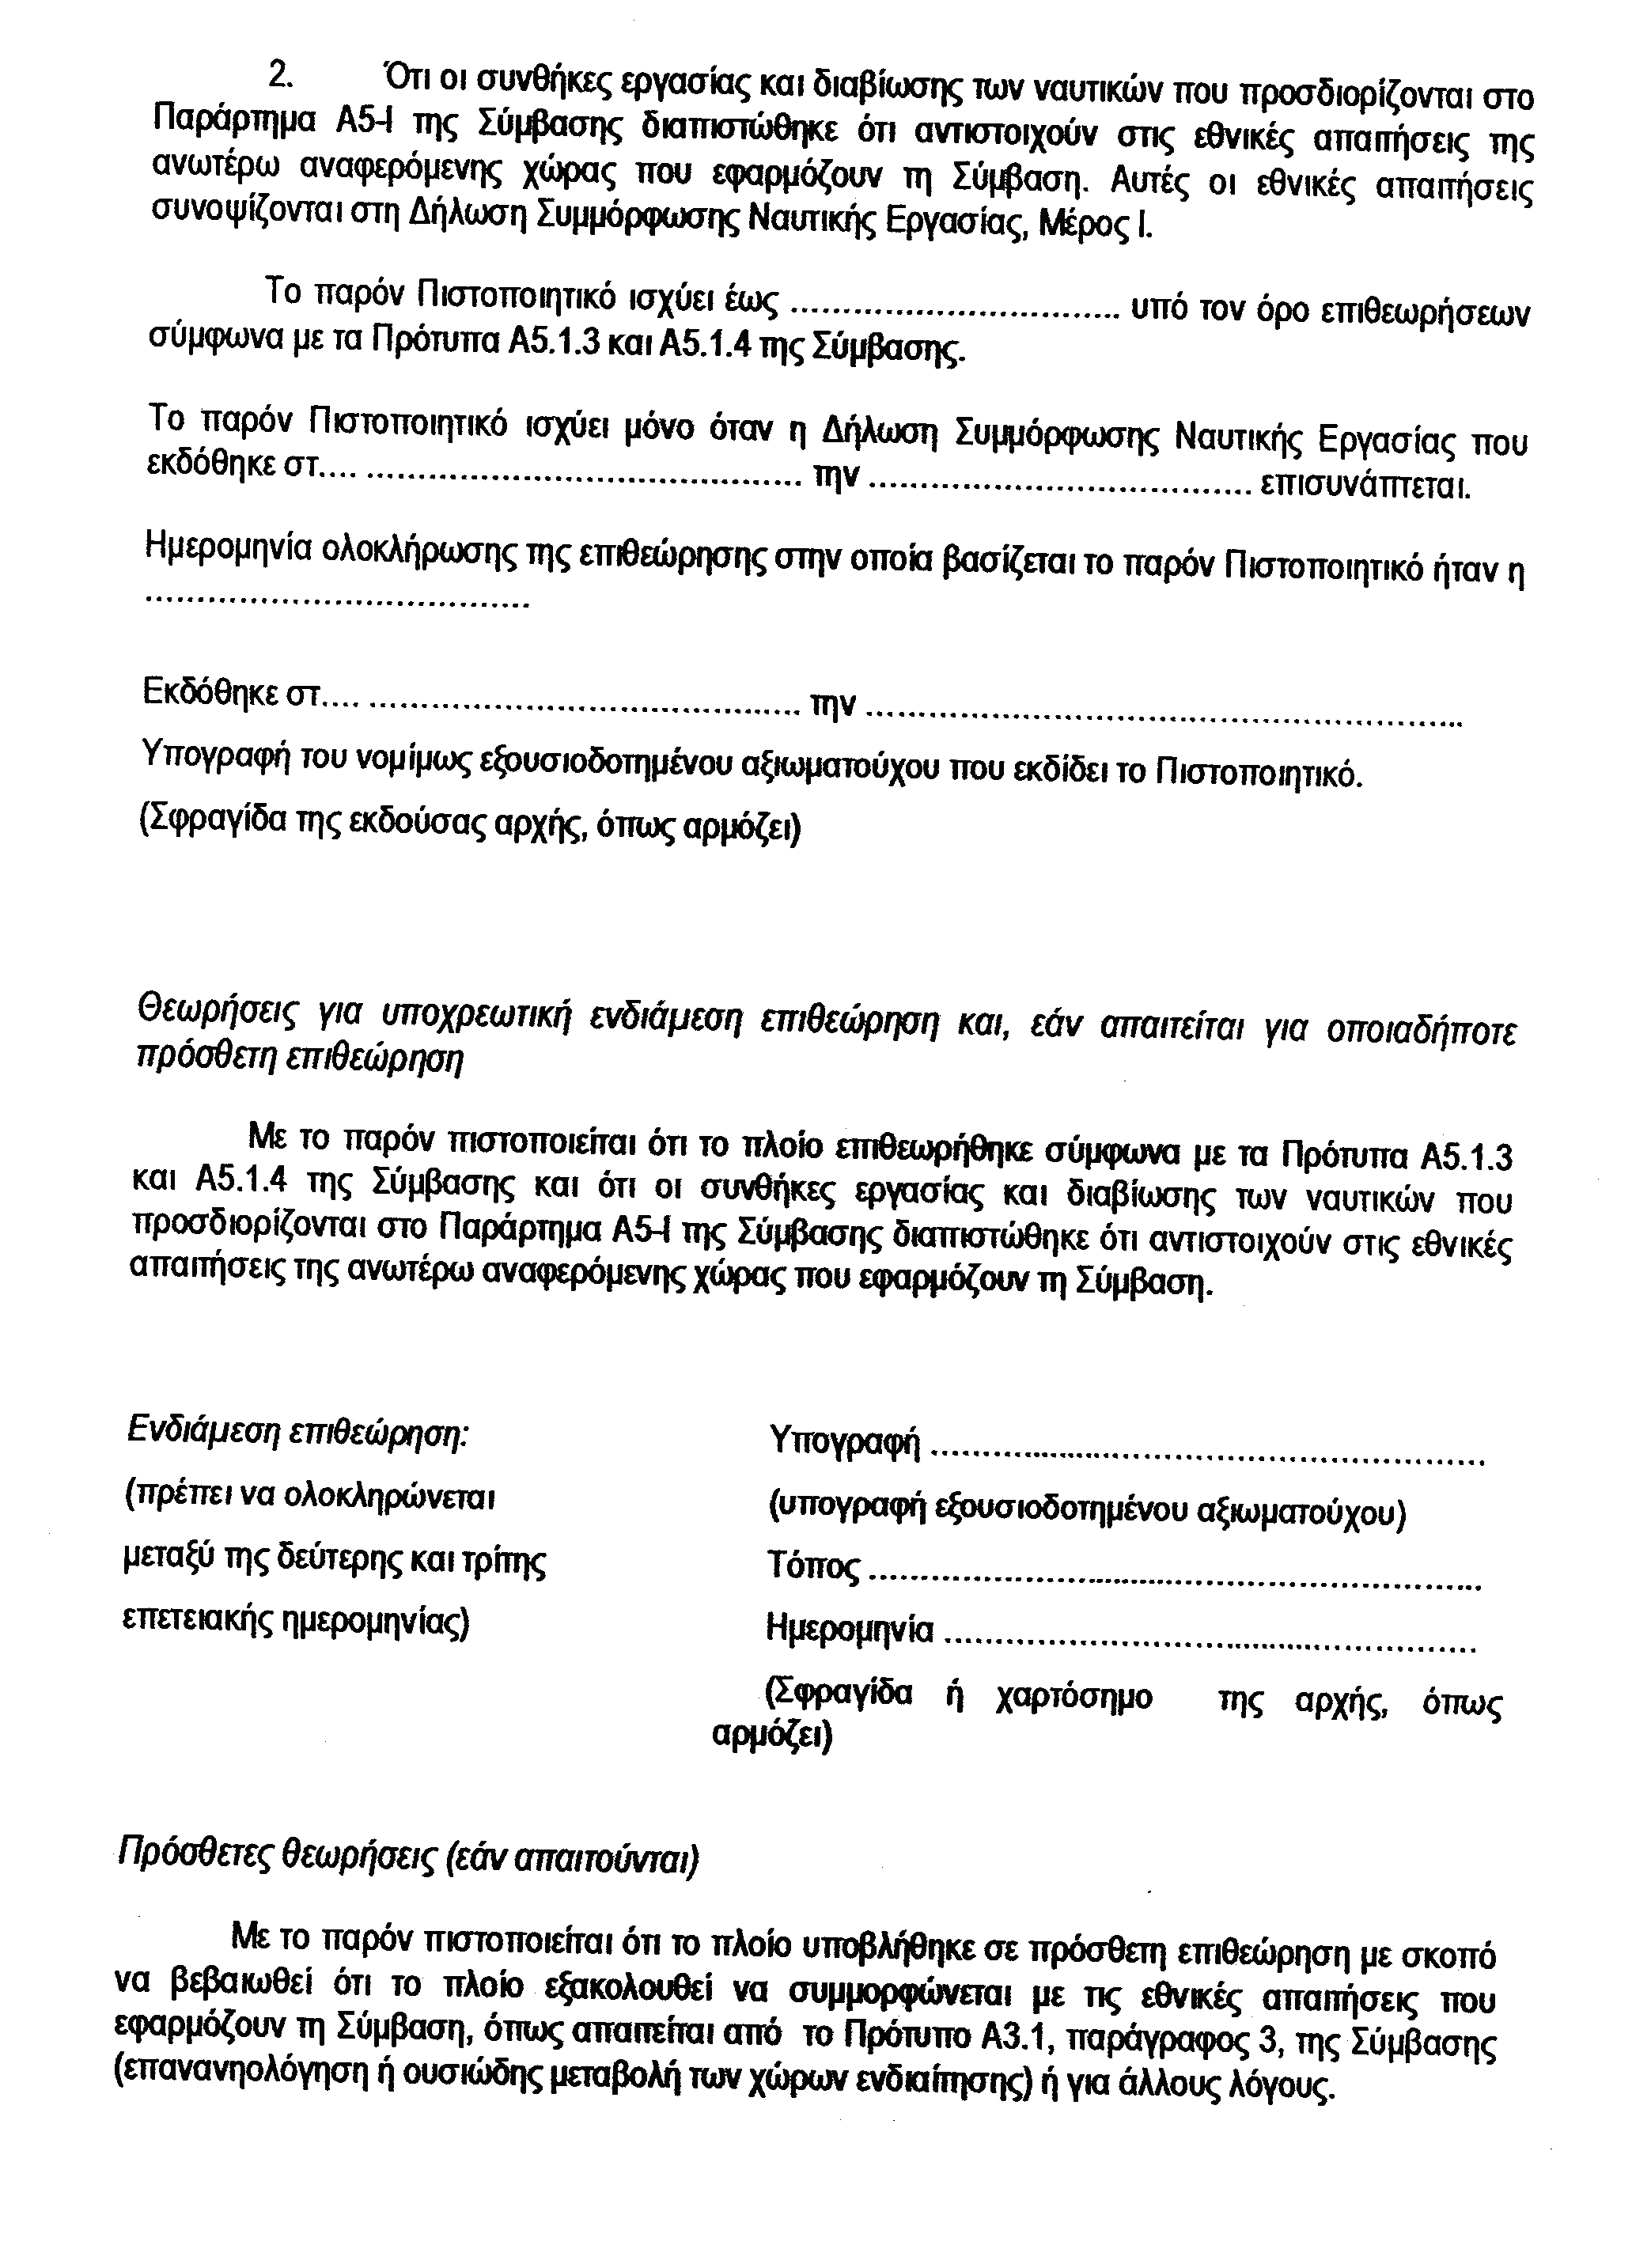 2. Ότι οι συνθήκες εργασίας και διαβίωσης των ναυτικών που προσδιορίζονται στο
Παράρτημα Α5-Ι της Σύμβασης διαπιστώθηκε ότι αντιστοιχούν στις εθνικές απαιτήσεις της
ανωτέρω αναφερόμενης χώρας που εφαρμόζουν τη Σύμβαση. Αυτές οι εθνικές απαιτήσεις
συνοψίζονται στη Δήλωση Συμμόρφωσης Ναυτικής Εργασίας, Μέρος Ι.
Το παρόν Πιστοποιητικό ισχύει έως ................................ υπό τον όρο επιθεωρήσεων
σύμφωνα με τα Πρότυπα Α5.1.3 και Α5.1.4 της Σύμβασης.
Το παρόν Πιστοποιητικό ισχύει μόνο όταν η Δήλωση Συμμόρφωσης Ναυτικής Εργασίας που
εκδόθηκε στ.... .......................................... την ..................................... επισυνάπτεται.
Ημερομηνία ολοκλήρωσης της επιθεώρησης στην οποία βασίζεται το παρόν Πιστοποιητικό ήταν η
.....................................
Εκδόθηκε στ.... .......................................... την ..........................................................
Υπογραφή του νομίμως εξουσιοδοτημένου αξιωματούχου που εκδίδει το Πιστοποιητικό.
(Σφραγίδα της εκδούσας αρχής, όπως αρμόζει)
Θεωρήσεις για υποχρεωτική ενδιάμεση επιθεώρηση και, εάν απαιτείται για οποιαδήποτε
πρόσθετη επιθεώρηση
Με το παρόν πιστοποιείται ότι το πλοίο επιθεωρήθηκε σύμφωνα με τα Πρότυπα Α5.1.3
και Α5.1.4 της Σύμβασης και ότι οι συνθήκες εργασίας και διαβίωσης των ναυτικών που
προσδιορίζονται στο Παράρτημα Α5-Ι της Σύμβασης διαπιστώθηκε ότι αντιστοιχούν στις εθνικές
απαιτήσεις της ανωτέρω αναφερόμενης χώρας που εφαρμόζουν τη Σύμβαση.
Ενδιάμεση επιθεώρηση: Υπογραφή .....................................................
(πρέπει να ολοκληρώνεται (υπογραφή εξουσιοδοτημένου αξιωματούχου)
μεταξύ της δεύτερης και τρίτης Τόπος ...........................................................
επετειακής ημερομηνίας) Ημερομηνία ...................................................
(Σφραγίδα ή χαρτόσημο της αρχής, όπως
αρμόζει)
Πρόσθετες θεωρήσεις (εάν απαιτούνται)
Με το παρόν πιστοποιείται ότι το πλοίο υποβλήθηκε σε πρόσθετη επιθεώρηση με σκοπό
να βεβαιωθεί ότι το πλοίο εξακολουθεί να συμμορφώνεται με τις εθνικές απαιτήσεις που
εφαρμόζουν τη Σύμβαση, όπως απαιτείται από το Πρότυπο Α3.1, παράγραφος 3, της Σύμβασης
(επανανηολόγηση ή ουσιώδης μεταβολή των χώρων ενδιαίτησης) ή για άλλους λόγους.